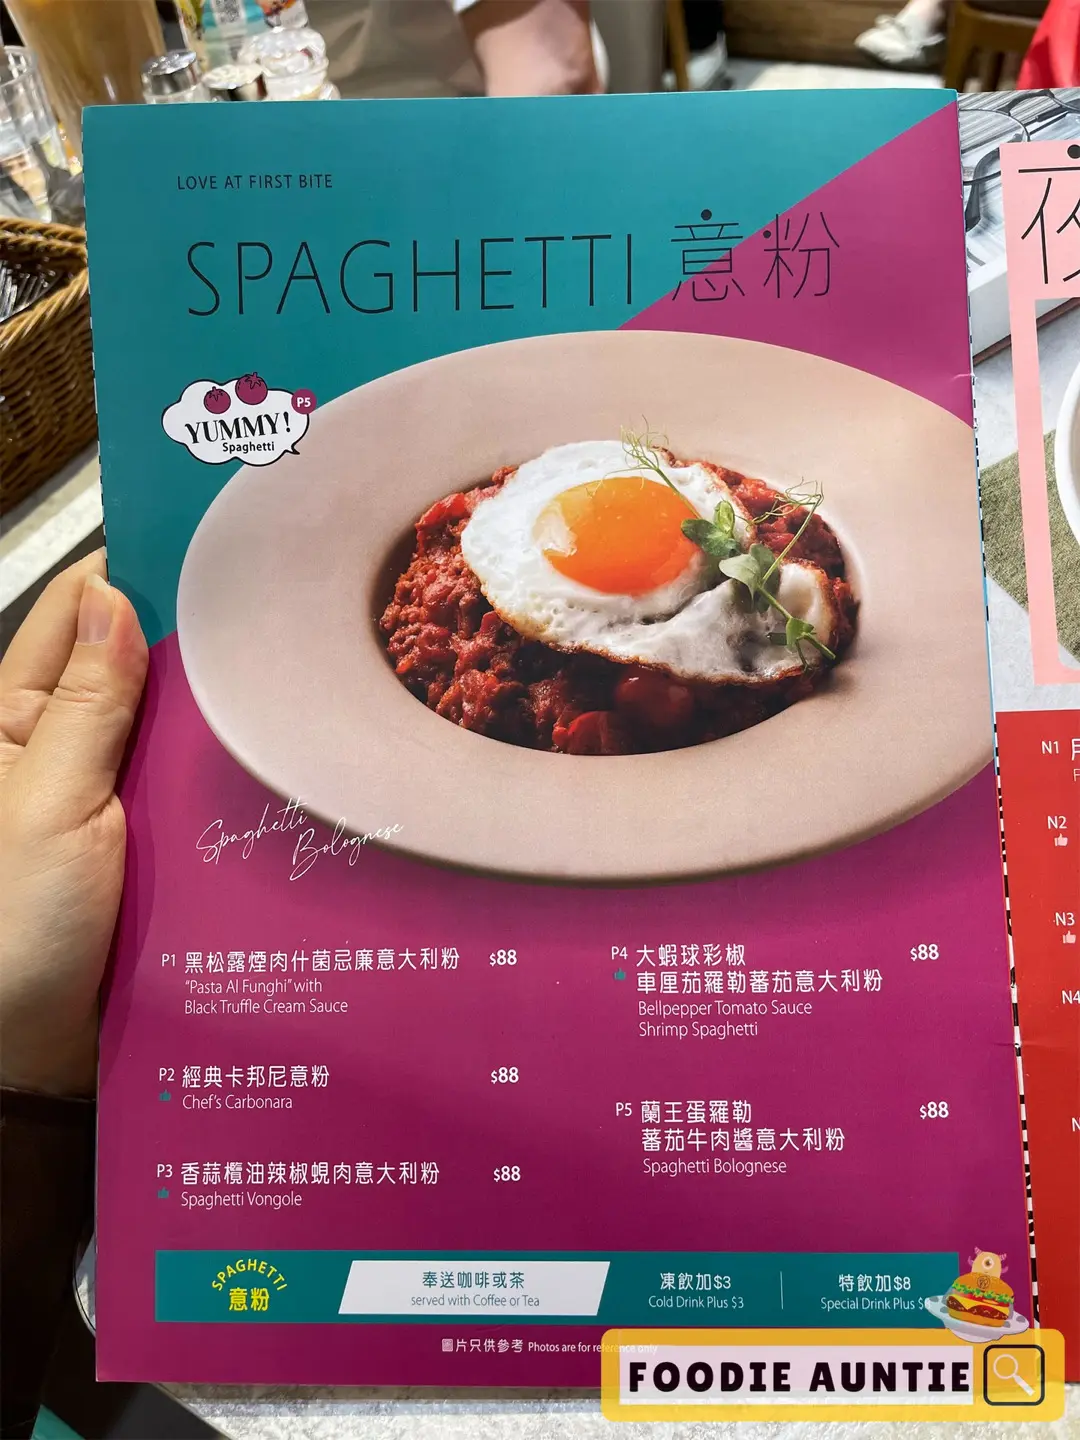 LOVE AT FIRST BITE
SPAGHETTI 意粉
YUMMY!
P5
Spaghetti
Spaghetti
Bolognese
P1 黑松露煙肉什菌忌廉意大利粉 $88
"Pasta Al Funghi" with
Black Truffle Cream Sauce
P2 經典卡邦尼意粉 $88
Chef's Carbonara
P3 香蒜欖油辣椒蜆肉意大利粉 $88
Spaghetti Vongole
P4 大蝦球彩椒 $88
車厘茄羅勒蕃茄意大利粉
Bellpepper Tomato Sauce
Shrimp Spaghetti
P5 蘭王蛋羅勒 $88
蕃茄牛肉醬意大利粉
Spaghetti Bolognese
SPAGHETTI
意粉
奉送咖啡或茶
served with Coffee or Tea
凍飲加$3
Cold Drink Plus $3
特飲加$8
Special Drink Plus
圖片只供參考 Photos are for reference only
夜
N1
N2
N3
N4
FOODIE AUNTIE